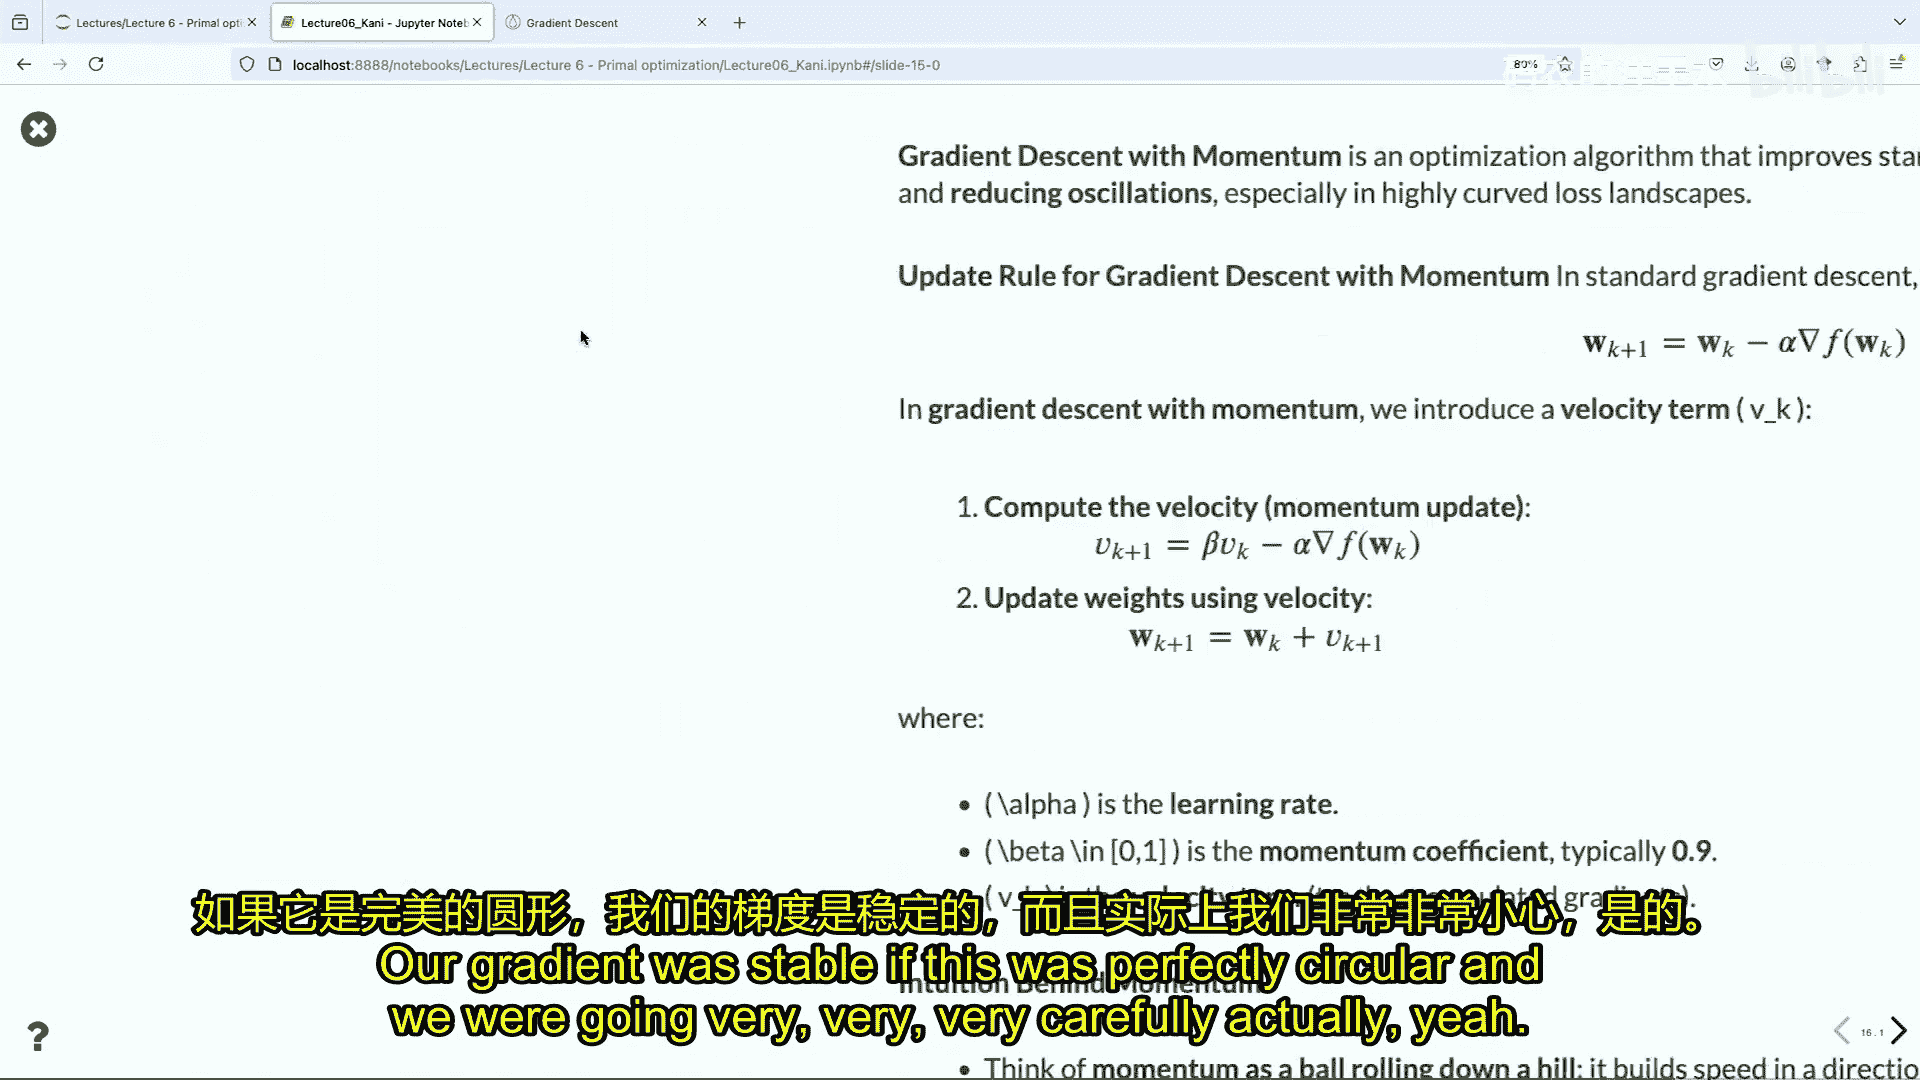 Lectures/Lecture 6 - Primal opti
Lecture06_Kani - Jupyter Noteb
Gradient Descent
localhost:8888/notebooks/Lectures/Lecture 6 - Primal optimization/Lecture06_Kani.ipynb#/slide-15-0
80%
Gradient Descent with Momentum is an optimization algorithm that improves
and reducing oscillations, especially in highly curved loss landscapes.
Update Rule for Gradient Descent with Momentum In standard gradient descent,
w_{k+1} = w_k − α∇f(w_k)
In gradient descent with momentum, we introduce a velocity term ( v_k ):
1. Compute the velocity (momentum update):
v_{k+1} = βv_k − α∇f(w_k)
2. Update weights using velocity:
w_{k+1} = w_k + v_{k+1}
where:
• ( \alpha ) is the learning rate.
• ( \beta \in [0,1] ) is the momentum coefficient, typically 0.9.
如果它是完美的圆形，我们的梯度是稳定的，而且实际上我们非常非常小心，是的。
Our gradient was stable if this was perfectly circular and
Intuition Behind Momentum
we were going very, very, very carefully actually, yeah.
16.1
• Think of momentum as a ball rolling down a hill: it builds speed in a
?